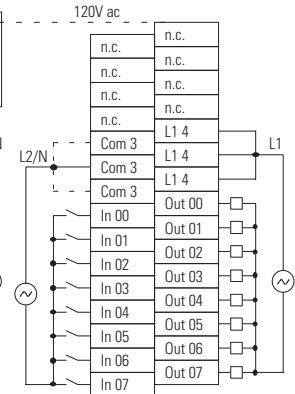 120V ac
n.c. n.c.
n.c. n.c.
n.c. n.c.
n.c. n.c.
Com 3 L1 4
L2/N Com 3 L1 4 L1
Com 3 L1 4
In 00 Out 00
In 01 Out 01
In 02 Out 02
In 03 Out 03
In 04 Out 04
In 05 Out 05
In 06 Out 06
In 07 Out 07